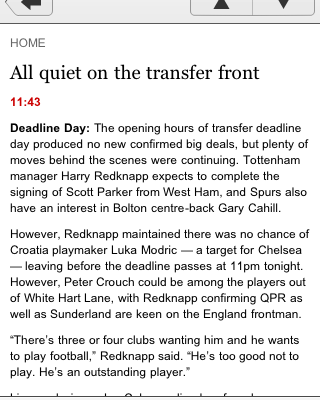 HOME
All quiet on the transfer front
11:43
Deadline Day: The opening hours of transfer deadline
day produced no new confirmed big deals, but plenty of
moves behind the scenes were continuing. Tottenham
manager Harry Redknapp expects to complete the
signing of Scott Parker from West Ham, and Spurs also
have an interest in Bolton centre-back Gary Cahill.
However, Redknapp maintained there was no chance of
Croatia playmaker Luka Modric — a target for Chelsea
— leaving before the deadline passes at 11pm tonight.
However, Peter Crouch could be among the players out
of White Hart Lane, with Redknapp confirming QPR as
well as Sunderland are keen on the England frontman.
“There’s three or four clubs wanting him and he wants
to play football,” Redknapp said. “He’s too good not to
play. He’s an outstanding player.”